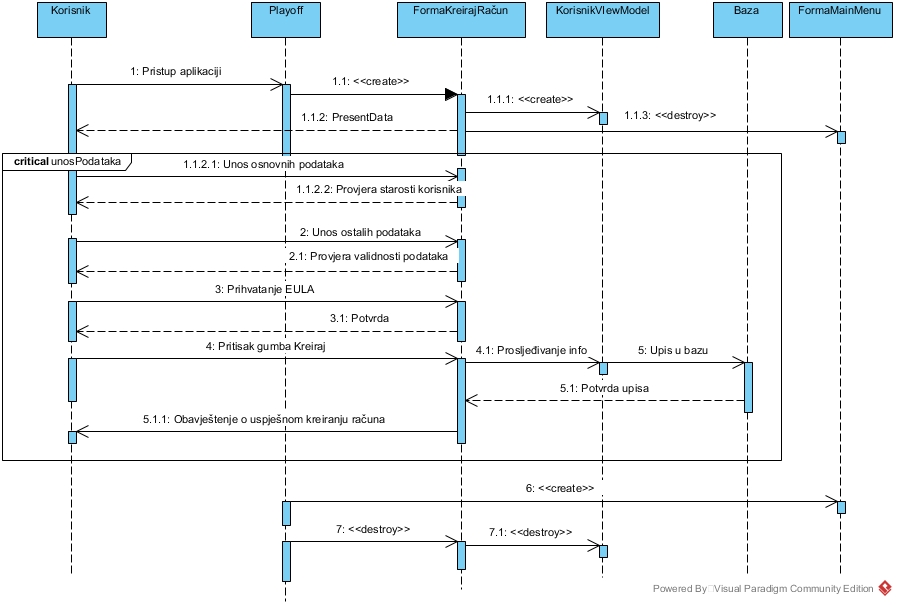 Korisnik
Playoff
FormaKreirajRačun
KorisnikVIewModel
Baza
FormaMainMenu
1: Pristup aplikaciji
1.1: <<create>>
1.1.1: <<create>>
1.1.2: PresentData
1.1.3: <<destroy>>
critical unosPodataka
1.1.2.1: Unos osnovnih podataka
1.1.2.2: Provjera starosti korisnika
2: Unos ostalih podataka
2.1: Provjera validnosti podataka
3: Prihvatanje EULA
3.1: Potvrda
4: Pritisak gumba Kreiraj
4.1: Prosljeđivanje info
5: Upis u bazu
5.1: Potvrda upisa
5.1.1: Obavještenje o uspješnom kreiranju računa
6: <<create>>
7: <<destroy>>
7.1: <<destroy>>
Powered By Visual Paradigm Community Edition